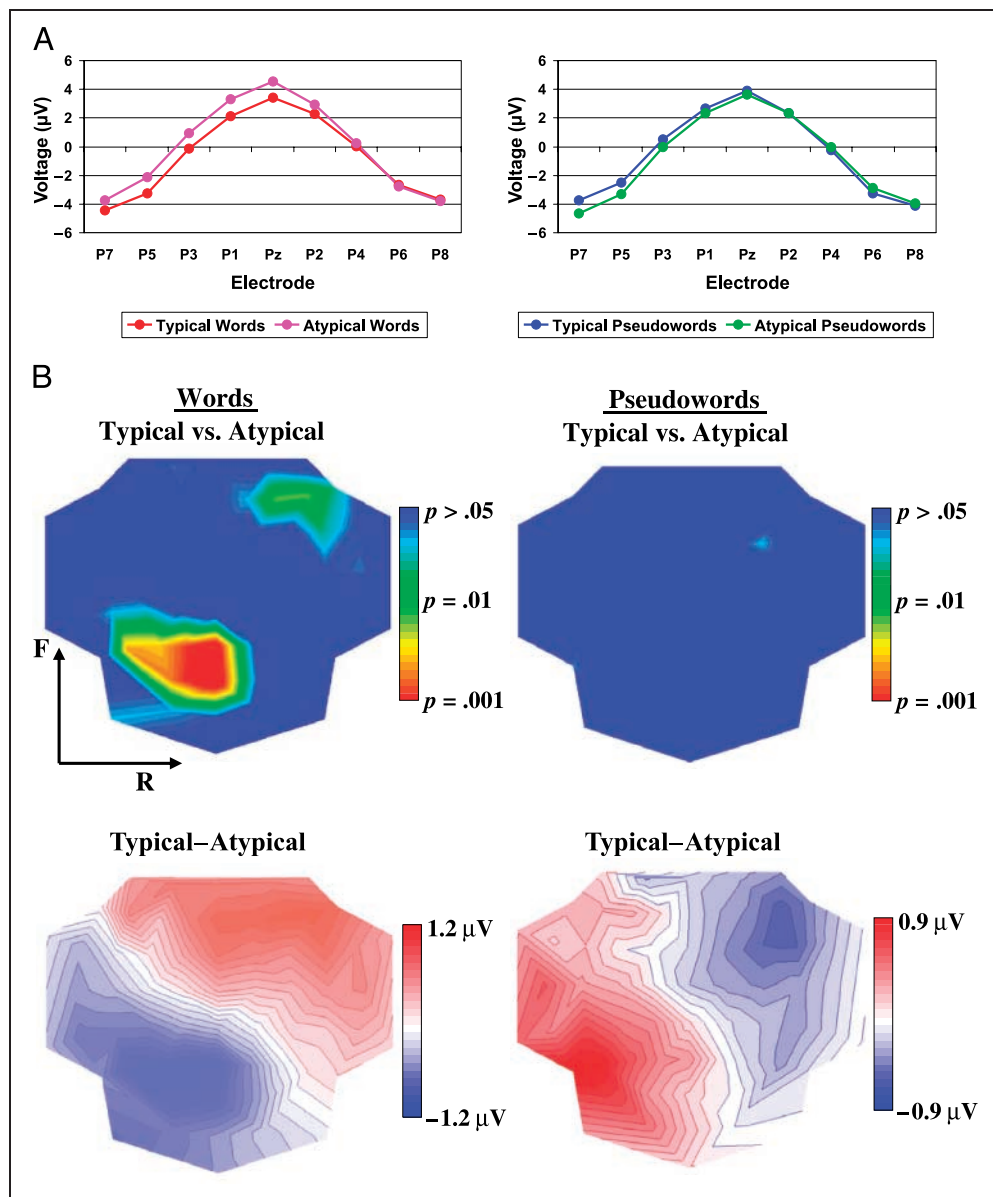 A
6
4
2
0
−2
−4
−6
Voltage (µV)
P7 P5 P3 P1 Pz P2 P4 P6 P8
Electrode
Typical Words Atypical Words
6
4
2
0
−2
−4
−6
Voltage (µV)
P7 P5 P3 P1 Pz P2 P4 P6 P8
Electrode
Typical Pseudowords Atypical Pseudowords
B
Words
Typical vs. Atypical
p > .05
p = .01
p = .001
F
R
Pseudowords
Typical vs. Atypical
p > .05
p = .01
p = .001
Typical−Atypical
1.2 µV
−1.2 µV
Typical−Atypical
0.9 µV
−0.9 µV